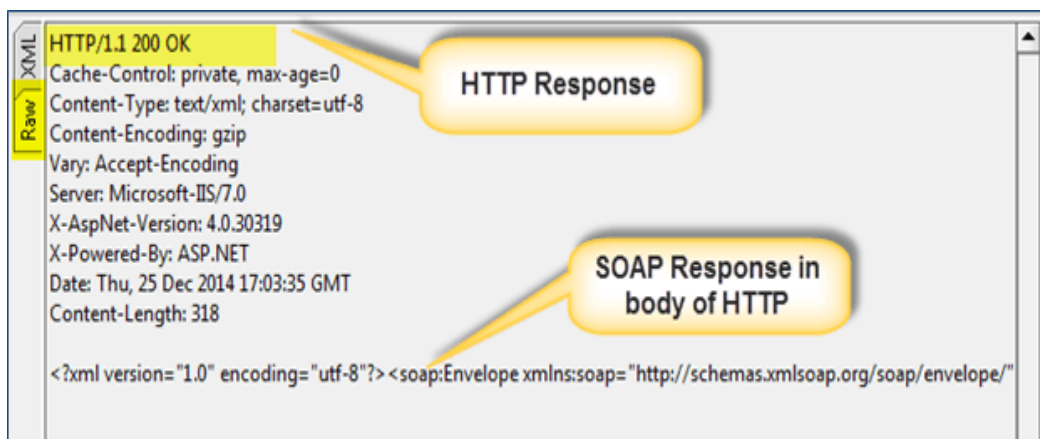 XML
Raw
HTTP/1.1 200 OK
Cache-Control: private, max-age=0
Content-Type: text/xml; charset=utf-8
Content-Encoding: gzip
Vary: Accept-Encoding
Server: Microsoft-IIS/7.0
X-AspNet-Version: 4.0.30319
X-Powered-By: ASP.NET
Date: Thu, 25 Dec 2014 17:03:35 GMT
Content-Length: 318
<?xml version="1.0" encoding="utf-8"?><soap:Envelope xmlns:soap="http://schemas.xmlsoap.org/soap/envelope/"
HTTP Response
SOAP Response in
body of HTTP